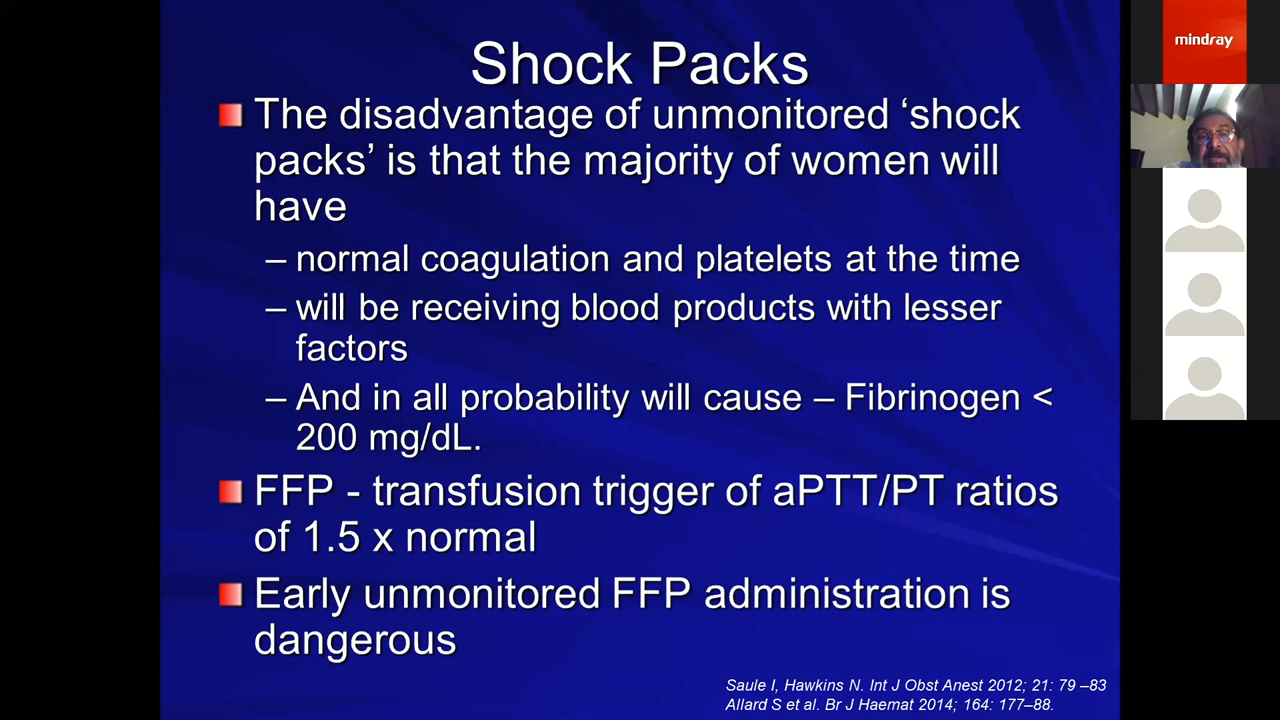 Shock Packs
The disadvantage of unmonitored ‘shock
packs’ is that the majority of women will
have
– normal coagulation and platelets at the time
– will be receiving blood products with lesser
factors
– And in all probability will cause – Fibrinogen <
200 mg/dL.
FFP - transfusion trigger of aPTT/PT ratios
of 1.5 x normal
Early unmonitored FFP administration is
dangerous
Saule I, Hawkins N. Int J Obst Anest 2012; 21: 79 –83
Allard S et al. Br J Haemat 2014; 164: 177–88.
mindray